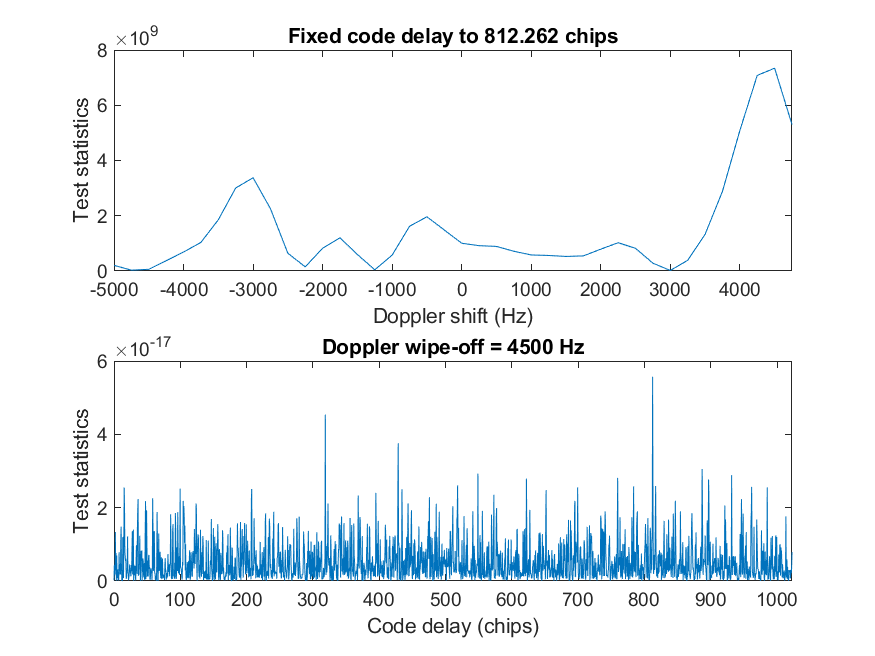 ×10^9
Fixed code delay to 812.262 chips
8
6
4
2
0
Test statistics
-5000 -4000 -3000 -2000 -1000 0 1000 2000 3000 4000
Doppler shift (Hz)
×10^-17
Doppler wipe-off = 4500 Hz
6
4
2
0
Test statistics
0 100 200 300 400 500 600 700 800 900 1000
Code delay (chips)